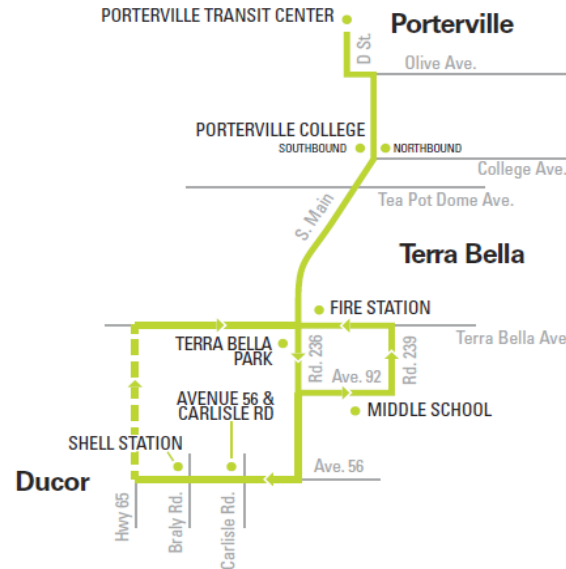 PORTERVILLE TRANSIT CENTER
Porterville
D St.
Olive Ave.
PORTERVILLE COLLEGE
SOUTHBOUND
NORTHBOUND
College Ave.
Tea Pot Dome Ave.
S. Main
Terra Bella
FIRE STATION
Terra Bella Ave
TERRA BELLA
PARK
Rd. 236
Ave. 92
Rd. 239
AVENUE 56 &
CARLISLE RD
MIDDLE SCHOOL
SHELL STATION
Ducor
Ave. 56
Hwy 65
Braly Rd.
Carlisle Rd.